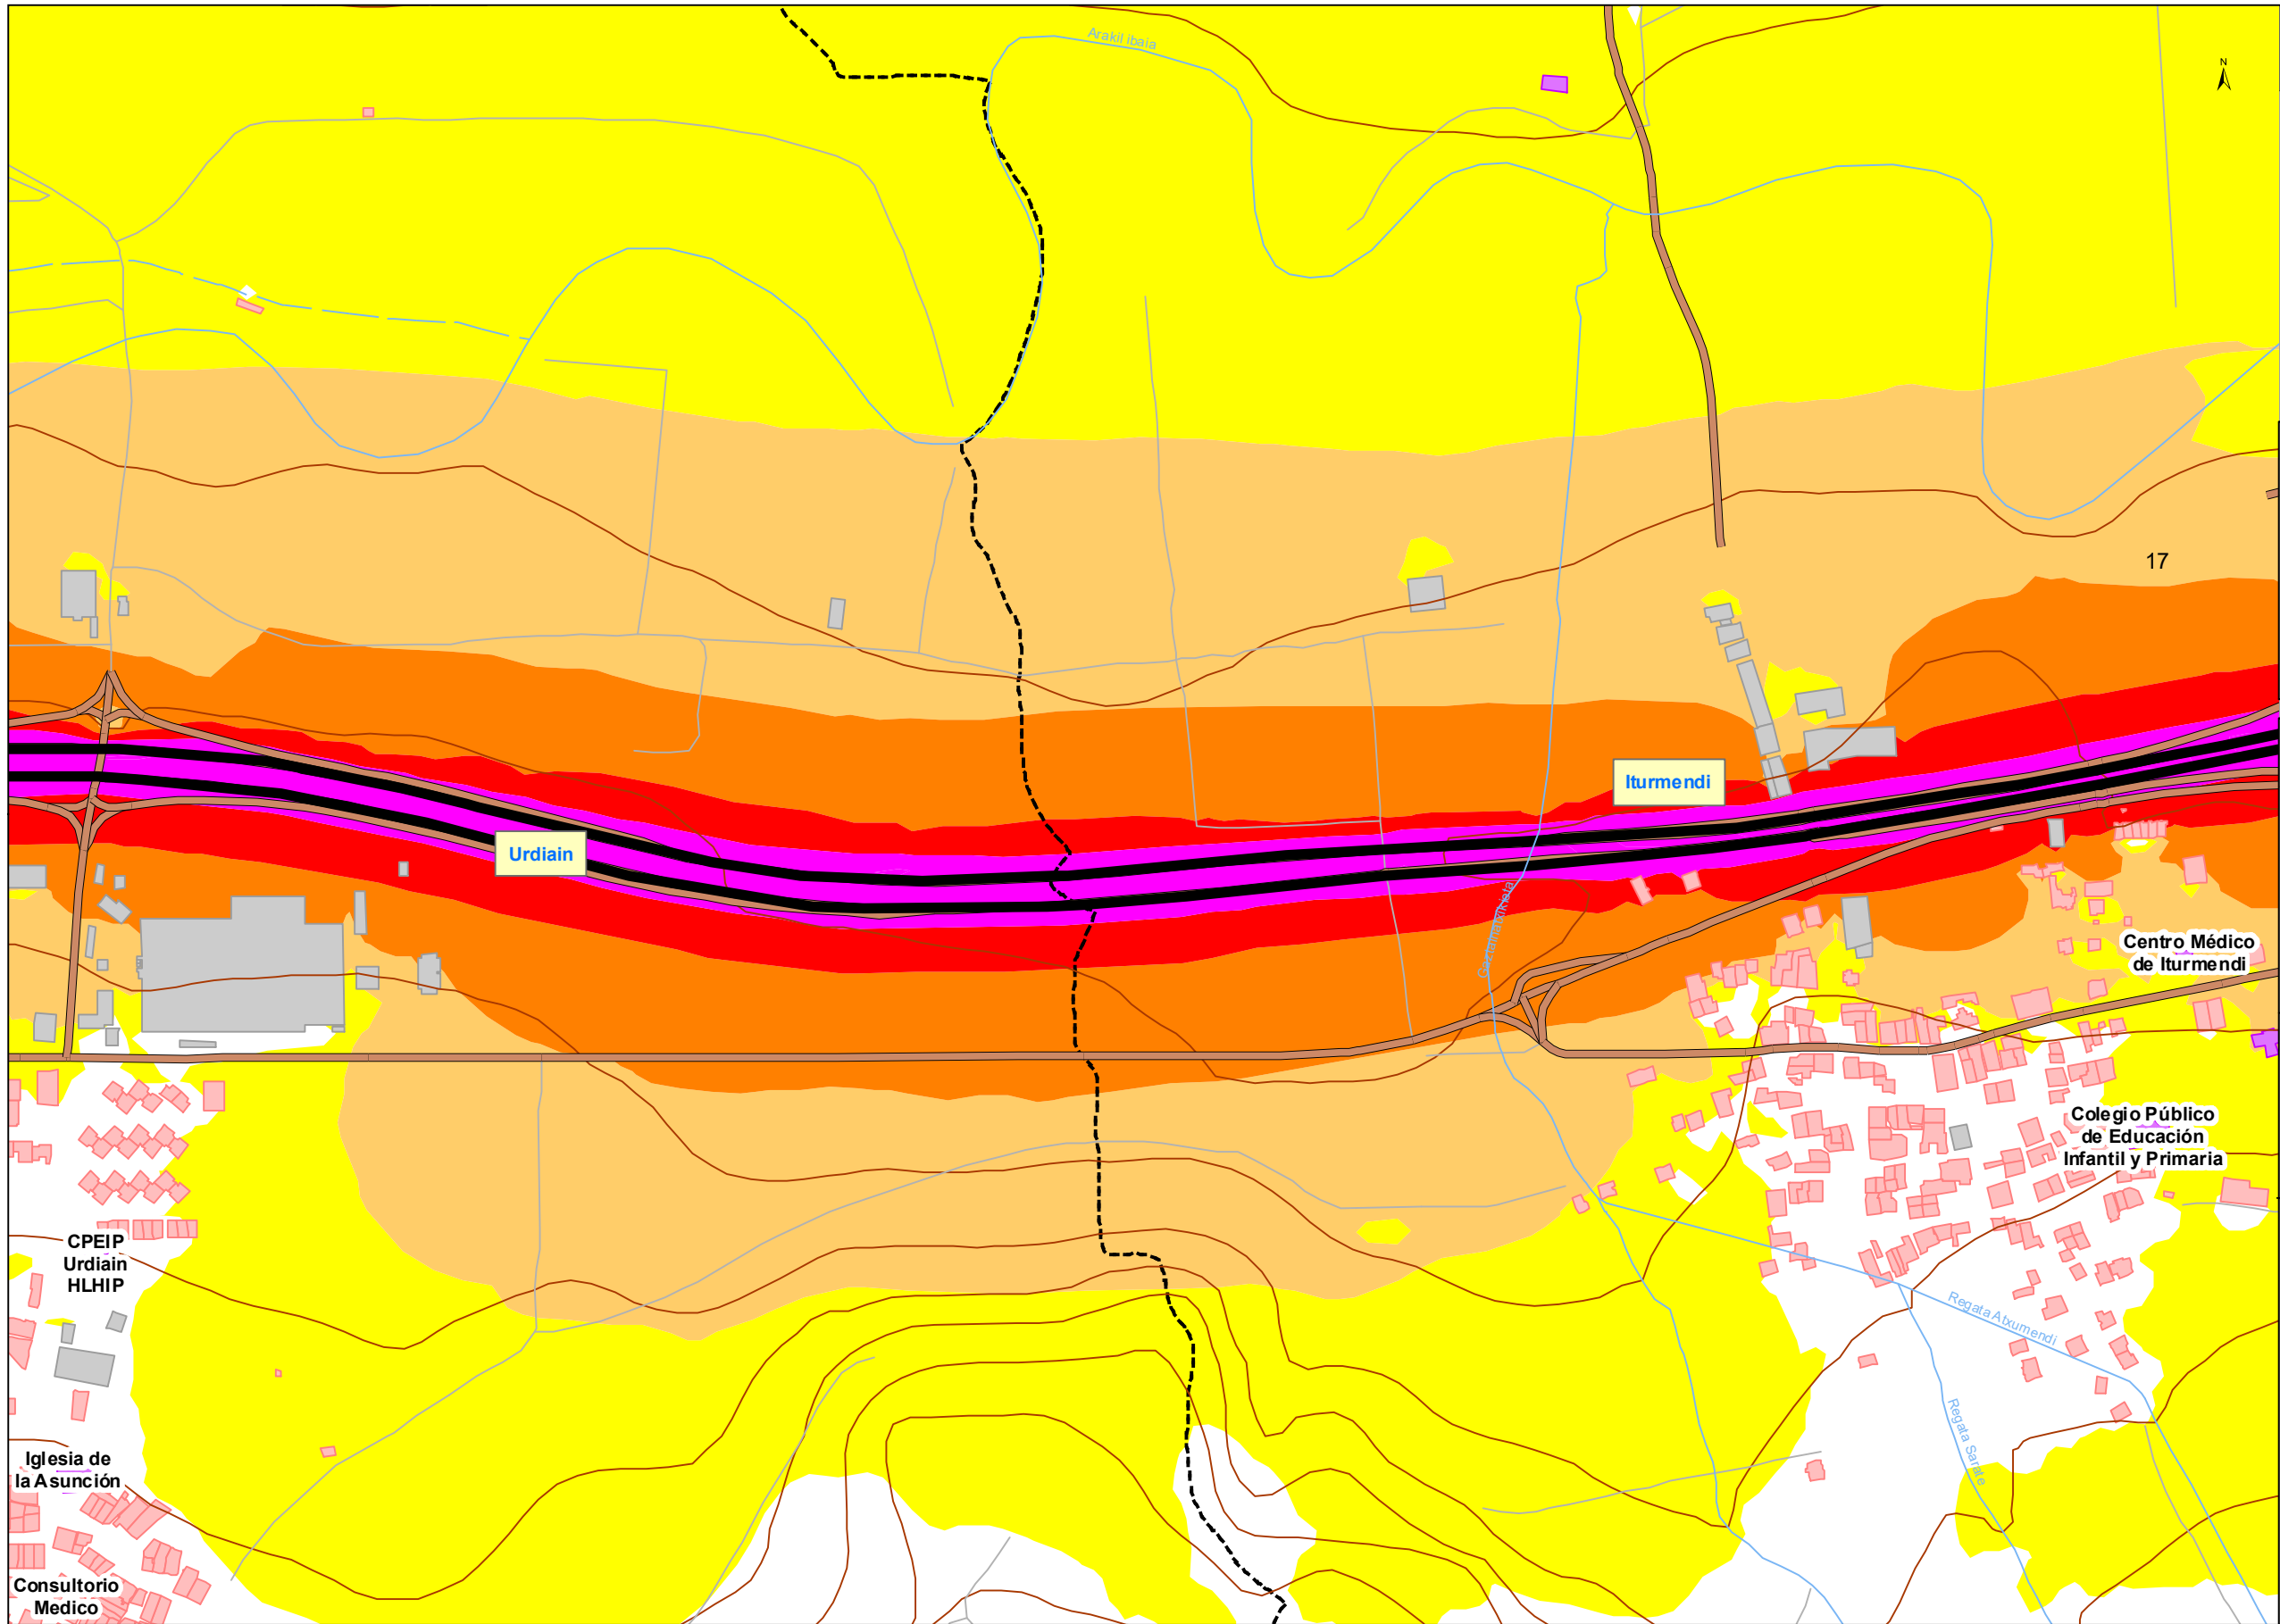 Arakil ibaia
N
17
Iturmendi
Urdiain
Centro Médico
de Iturmendi
Colegio Público
de Educación
Infantil y Primaria
CPEIP
Urdiain
HLHIP
Regata Atxumendi
Regata Sarate
Iglesia de
la Asunción
Consultorio
Medico